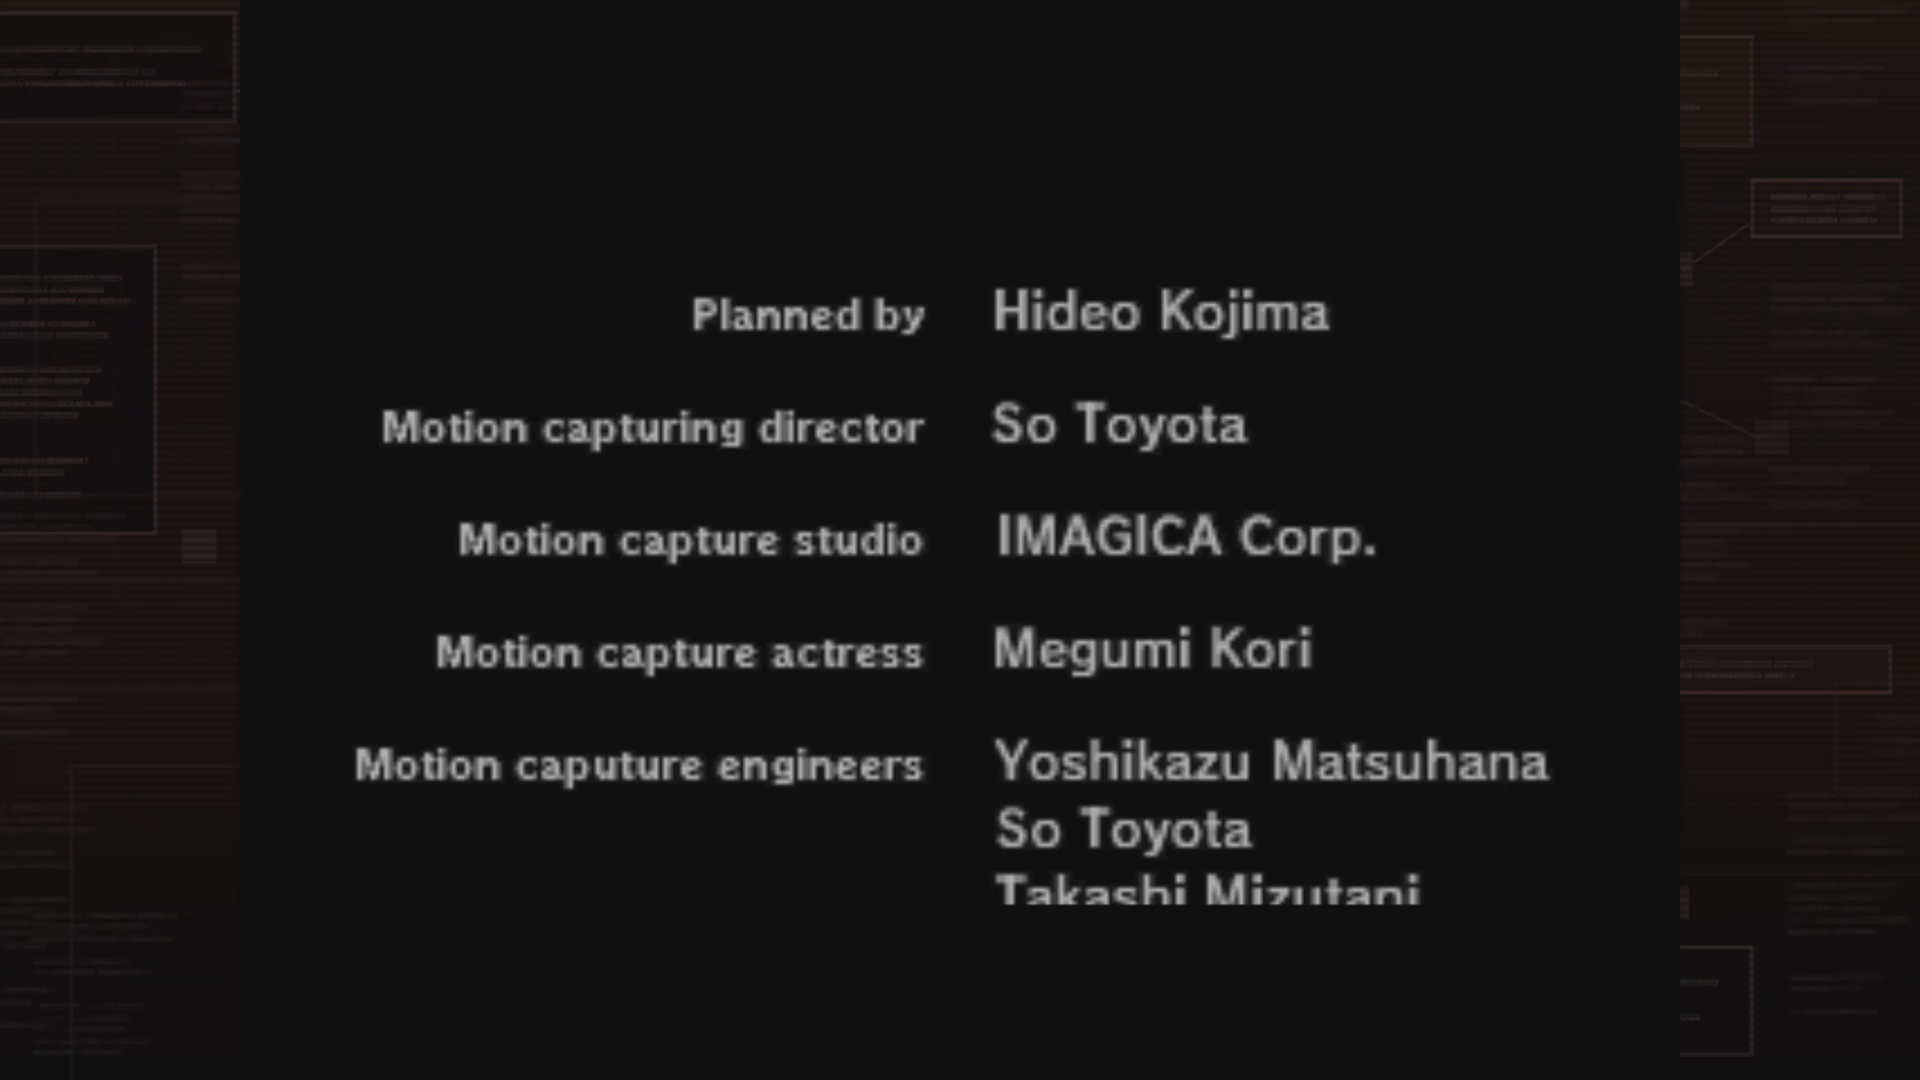 Planned by Hideo Kojima
Motion capturing director So Toyota
Motion capture studio IMAGICA Corp.
Motion capture actress Megumi Kori
Motion caputure engineers Yoshikazu Matsuhana
So Toyota
Takashi Mizutani